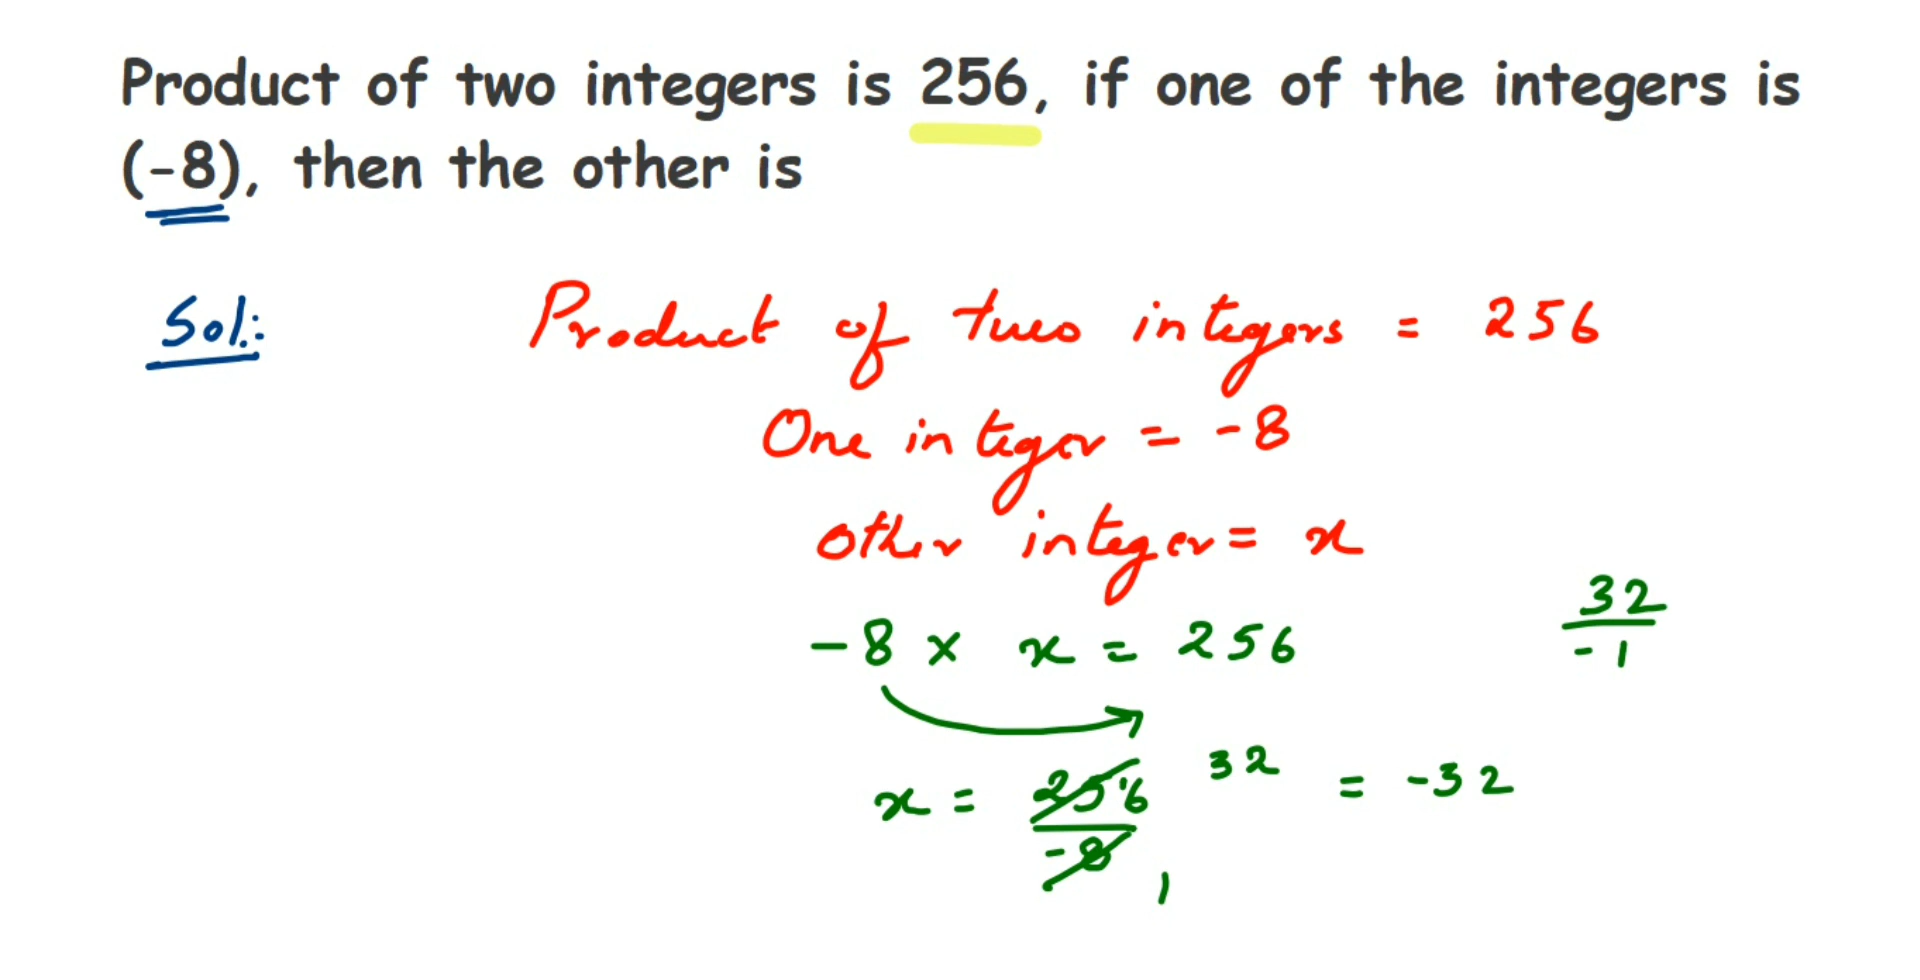 Product of two integers is 256, if one of the integers is
(-8), then the other is
Sol:
Product of two integers = 256
One integer = -8
other integer = x
32
-1
-8 × x = 256
x = 256 32 = -32
-8 1